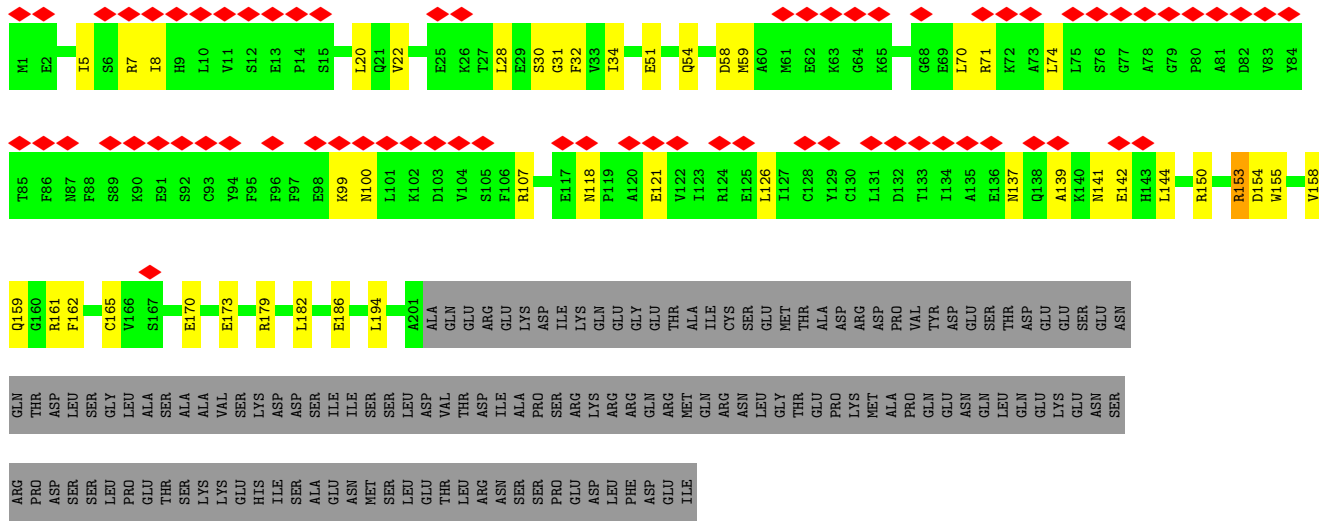 M1 E2 I5 S6 R7 I8 H9 L10 V11 S12 E13 P14 S15 L20 Q21 V22 E25 K26 T27 L28 E29 S30 G31 F32 V33 I34 E51 Q54 D58 M59 A60 M61 E62 K63 G64 K65 G68 E69 L70 R71 K72 A73 L74 L75 S76 G77 A78 G79 P80 A81 D82 V83 Y84
T85 F86 N87 F88 S89 K90 E91 S92 C93 Y94 F95 F96 F97 E98 K99 N100 L101 K102 D103 V104 S105 F106 R107 E117 N118 P119 A120 E121 V122 I123 R124 E125 L126 I127 C128 Y129 C130 L131 D132 T133 I134 A135 E136 N137 Q138 A139 K140 N141 E142 H143 L144 R150 R153 D154 W155 V158
Q159 G160 R161 F162 C165 V166 S167 E170 E173 R179 L182 E186 L194 A201 ALA GLN GLU ARG GLU LYS ASP ILE LYS GLN GLU GLY GLU THR ALA ILE CYS SER GLU MET THR ALA ASP ARG ASP PRO VAL TYR ASP GLU SER THR ASP GLU GLU SER GLU ASN
GLN THR ASP LEU SER GLY LEU ALA SER ALA ALA VAL SER LYS ASP ASP SER ILE ILE SER SER LEU ASP VAL THR ASP ILE ALA PRO SER ARG LYS ARG ARG GLN ARG MET GLN ARG ASN LEU GLY THR GLU PRO LYS MET ALA PRO GLN GLU ASN GLN LEU GLN GLU LYS GLU ASN SER
ARG PRO ASP SER SER LEU PRO GLU THR SER LYS LYS GLU HIS ILE SER ALA GLU ASN MET SER LEU GLU THR LEU ARG ASN SER SER PRO GLU ASP LEU PHE ASP GLU ILE